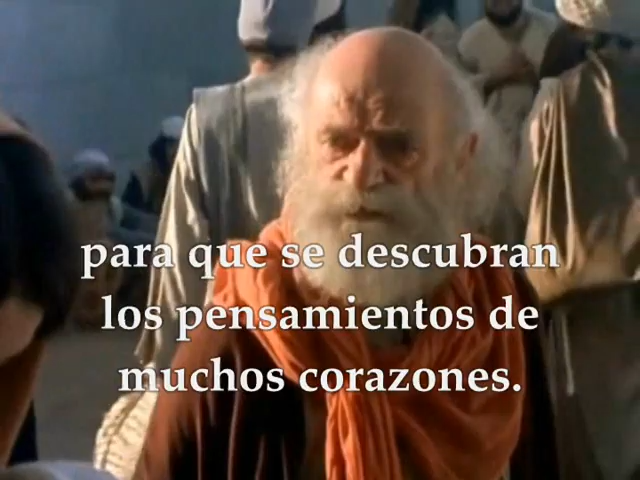 para que se descubran
los pensamientos de
muchos corazones.